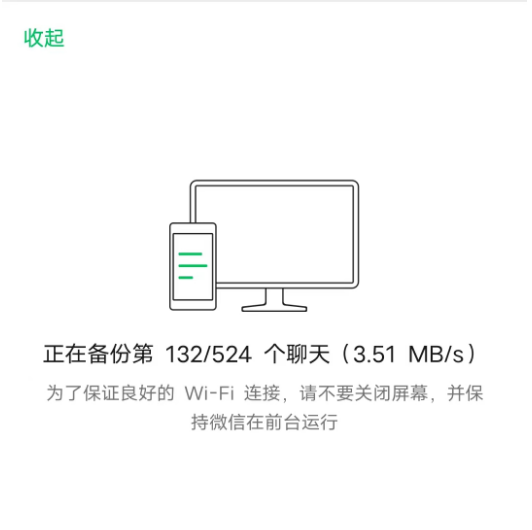 收起
正在备份第 132/524 个聊天（3.51 MB/s）
为了保证良好的 Wi-Fi 连接，请不要关闭屏幕，并保
持微信在前台运行